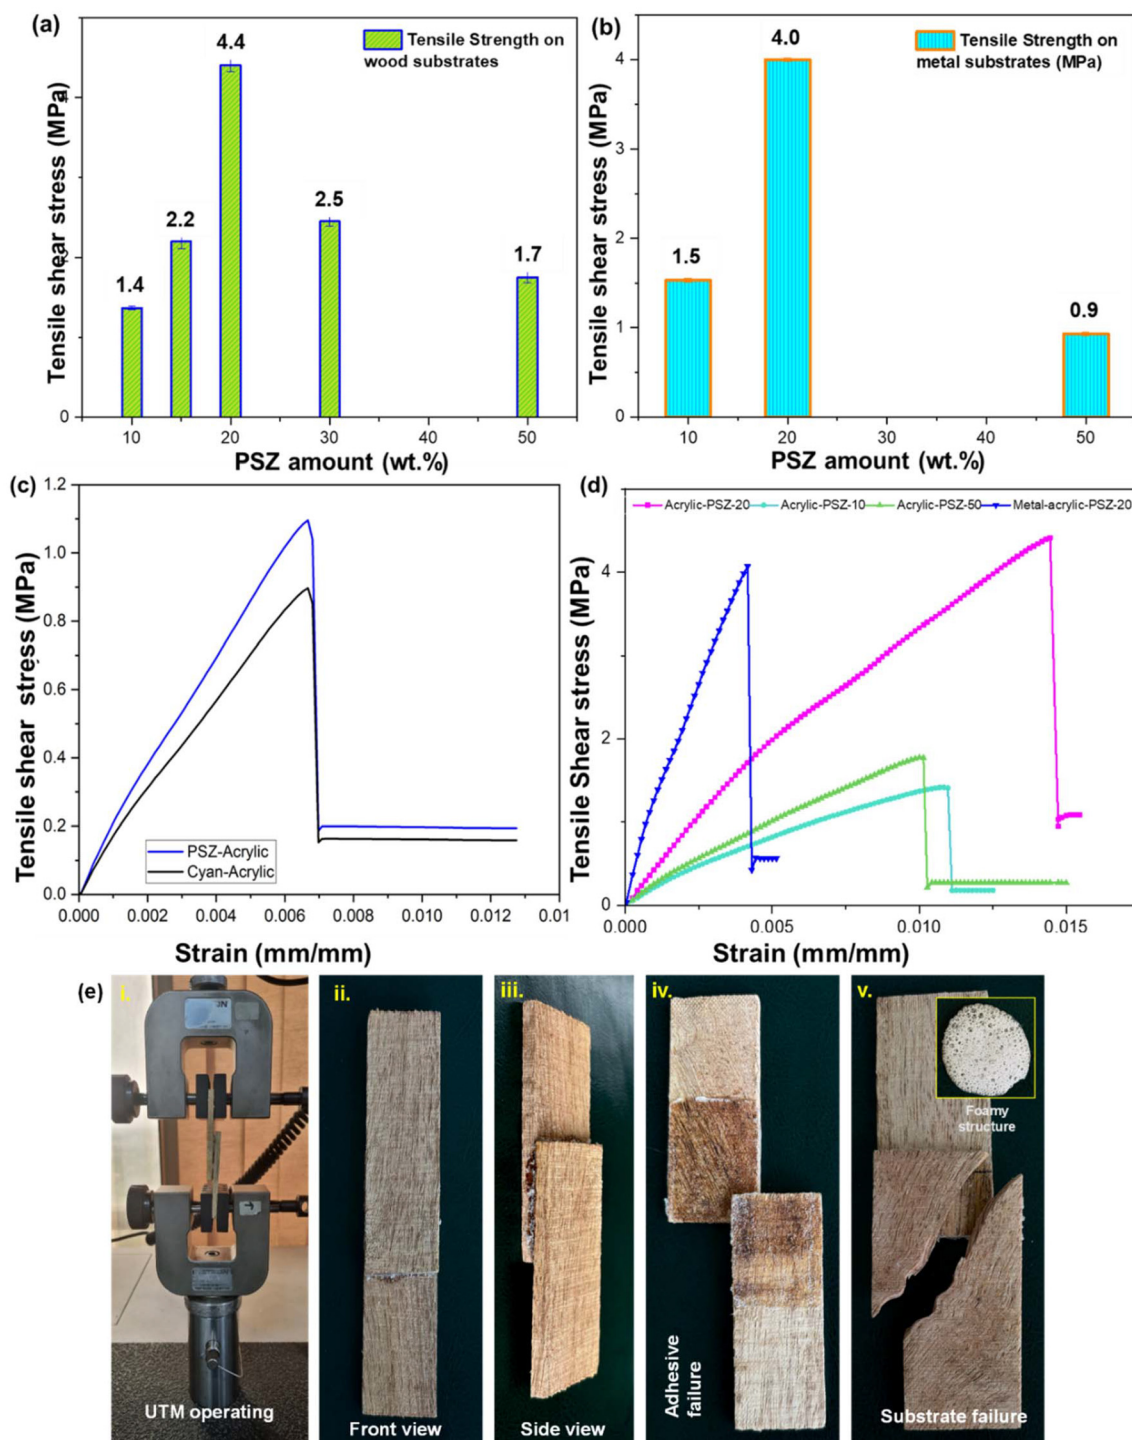 (a)
Tensile shear stress (MPa)
Tensile Strength on
wood substrates
1.4
2.2
4.4
2.5
1.7
0
10
20
30
40
50
PSZ amount (wt.%)
(b)
Tensile shear stress (MPa)
Tensile Strength on
metal substrates (MPa)
1.5
4.0
0.9
4
3
2
1
0
10
20
30
40
50
PSZ amount (wt.%)
(c)
Tensile shear stress (MPa)
1.2
1.0
0.8
0.6
0.4
0.2
0.0
PSZ-Acrylic
Cyan-Acrylic
0.000 0.002 0.004 0.006 0.008 0.010 0.012 0.01
Strain (mm/mm)
(d)
Tensile Shear stress (MPa)
Acrylic-PSZ-20 Acrylic-PSZ-10 Acrylic-PSZ-50 Metal-acrylic-PSZ-20
4
2
0
0.000 0.005 0.010 0.015
Strain (mm/mm)
(e)
i.
UTM operating
ii.
Front view
iii.
Side view
iv.
Adhesive
failure
v.
Foamy
structure
Substrate failure